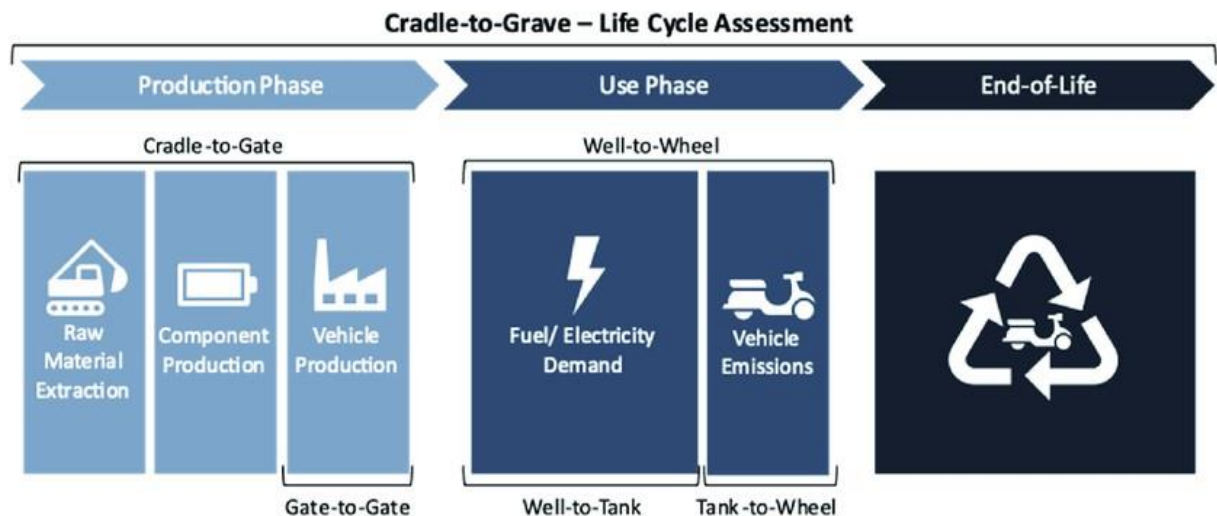 Cradle-to-Grave – Life Cycle Assessment
Production Phase
Use Phase
End-of-Life
Cradle-to-Gate
Well-to-Wheel
Raw
Material
Extraction
Component
Production
Vehicle
Production
Fuel/ Electricity
Demand
Vehicle
Emissions
Gate-to-Gate
Well-to-Tank
Tank-to-Wheel